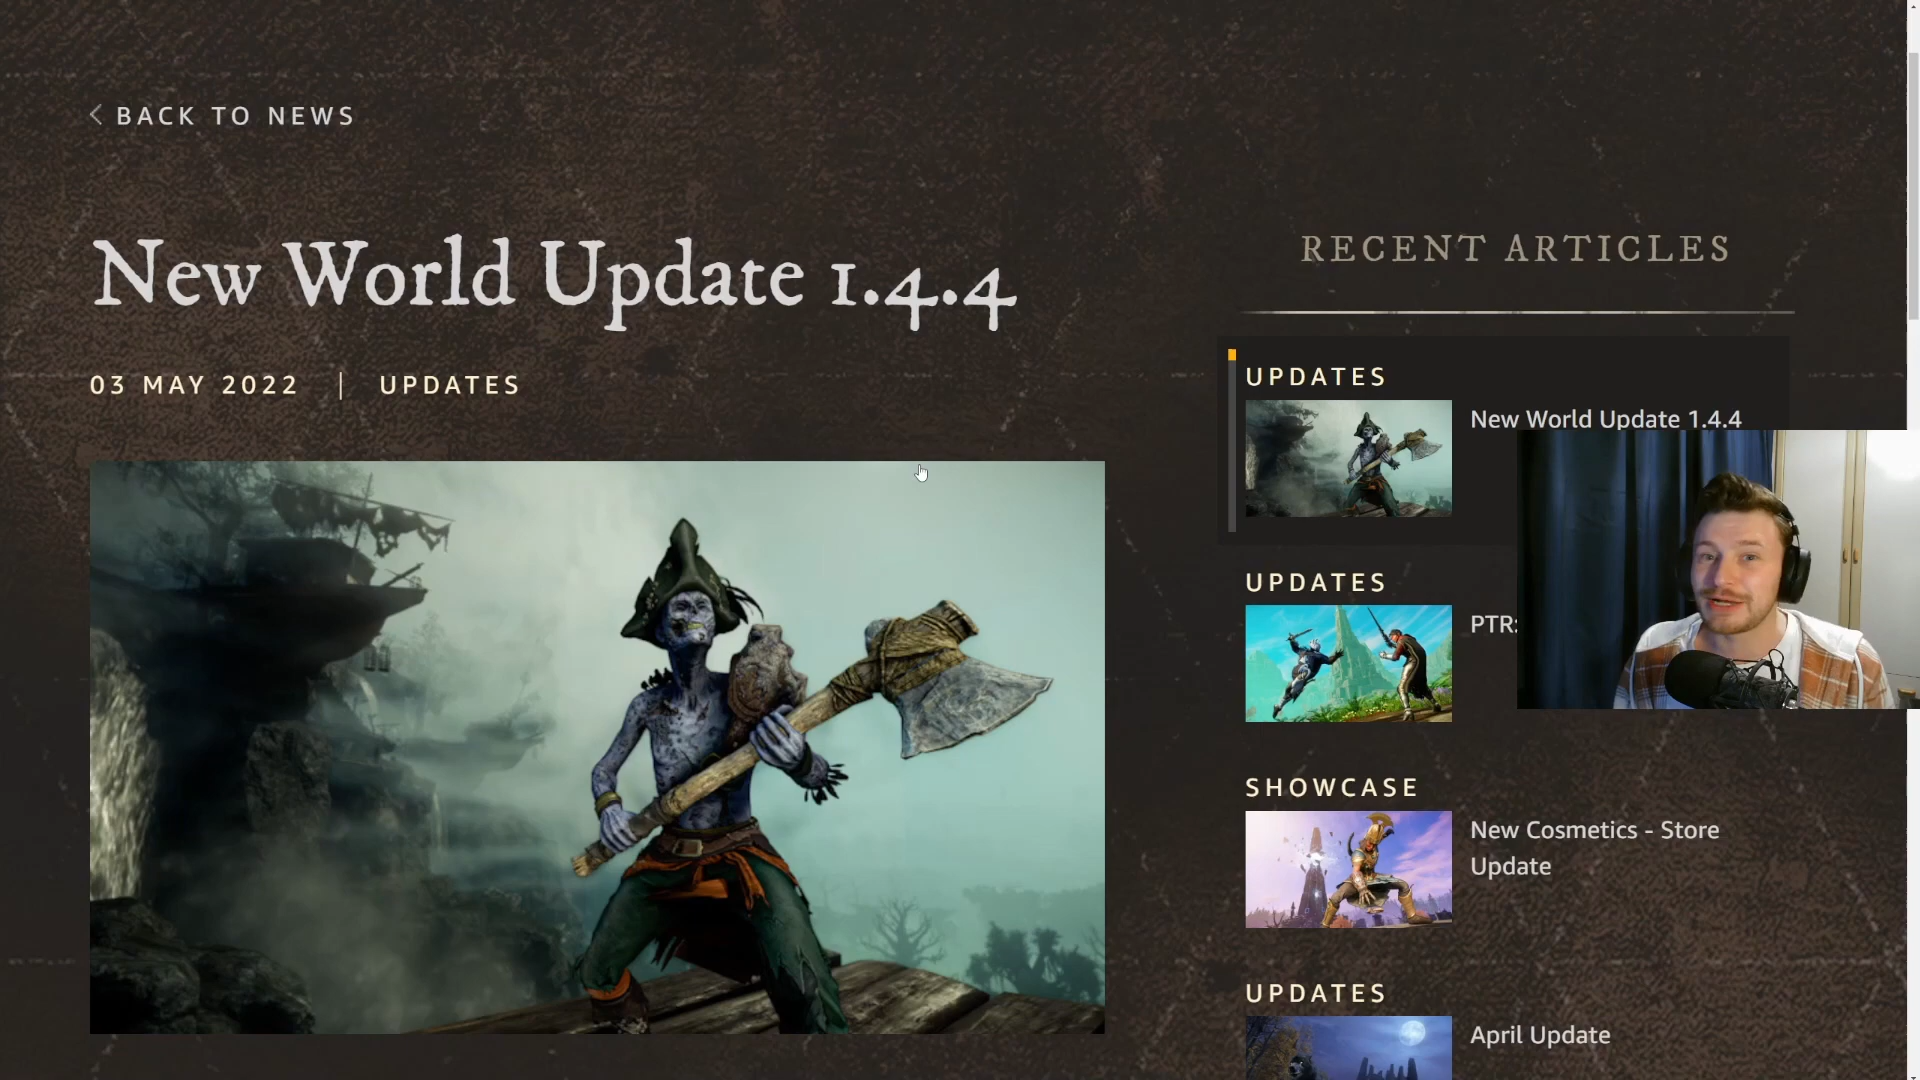 BACK TO NEWS
New World Update 1.4.4
03 MAY 2022 | UPDATES
RECENT ARTICLES
UPDATES
New World Update 1.4.4
UPDATES
PTR:
SHOWCASE
New Cosmetics - Store
Update
UPDATES
April Update